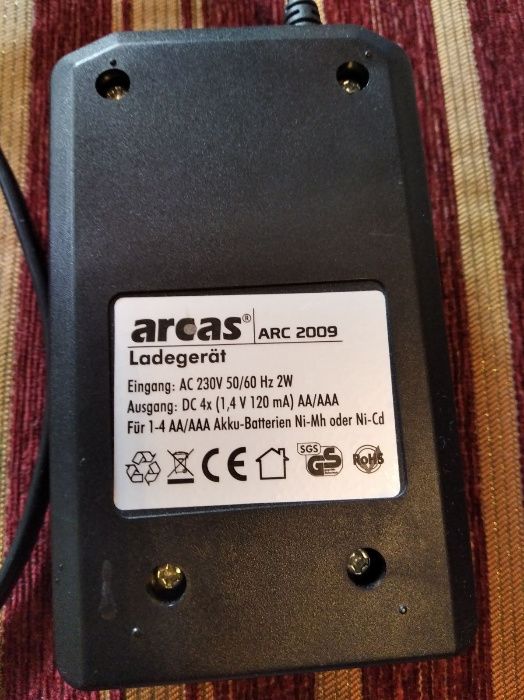 arcas® ARC 2009
Ladegerät
Eingang: AC 230V 50/60 Hz 2W
Ausgang: DC 4x (1,4 V 120 mA) AA/AAA
Für 1-4 AA/AAA Akku-Batterien Ni-Mh oder Ni-Cd
CE SGS GS RoHS